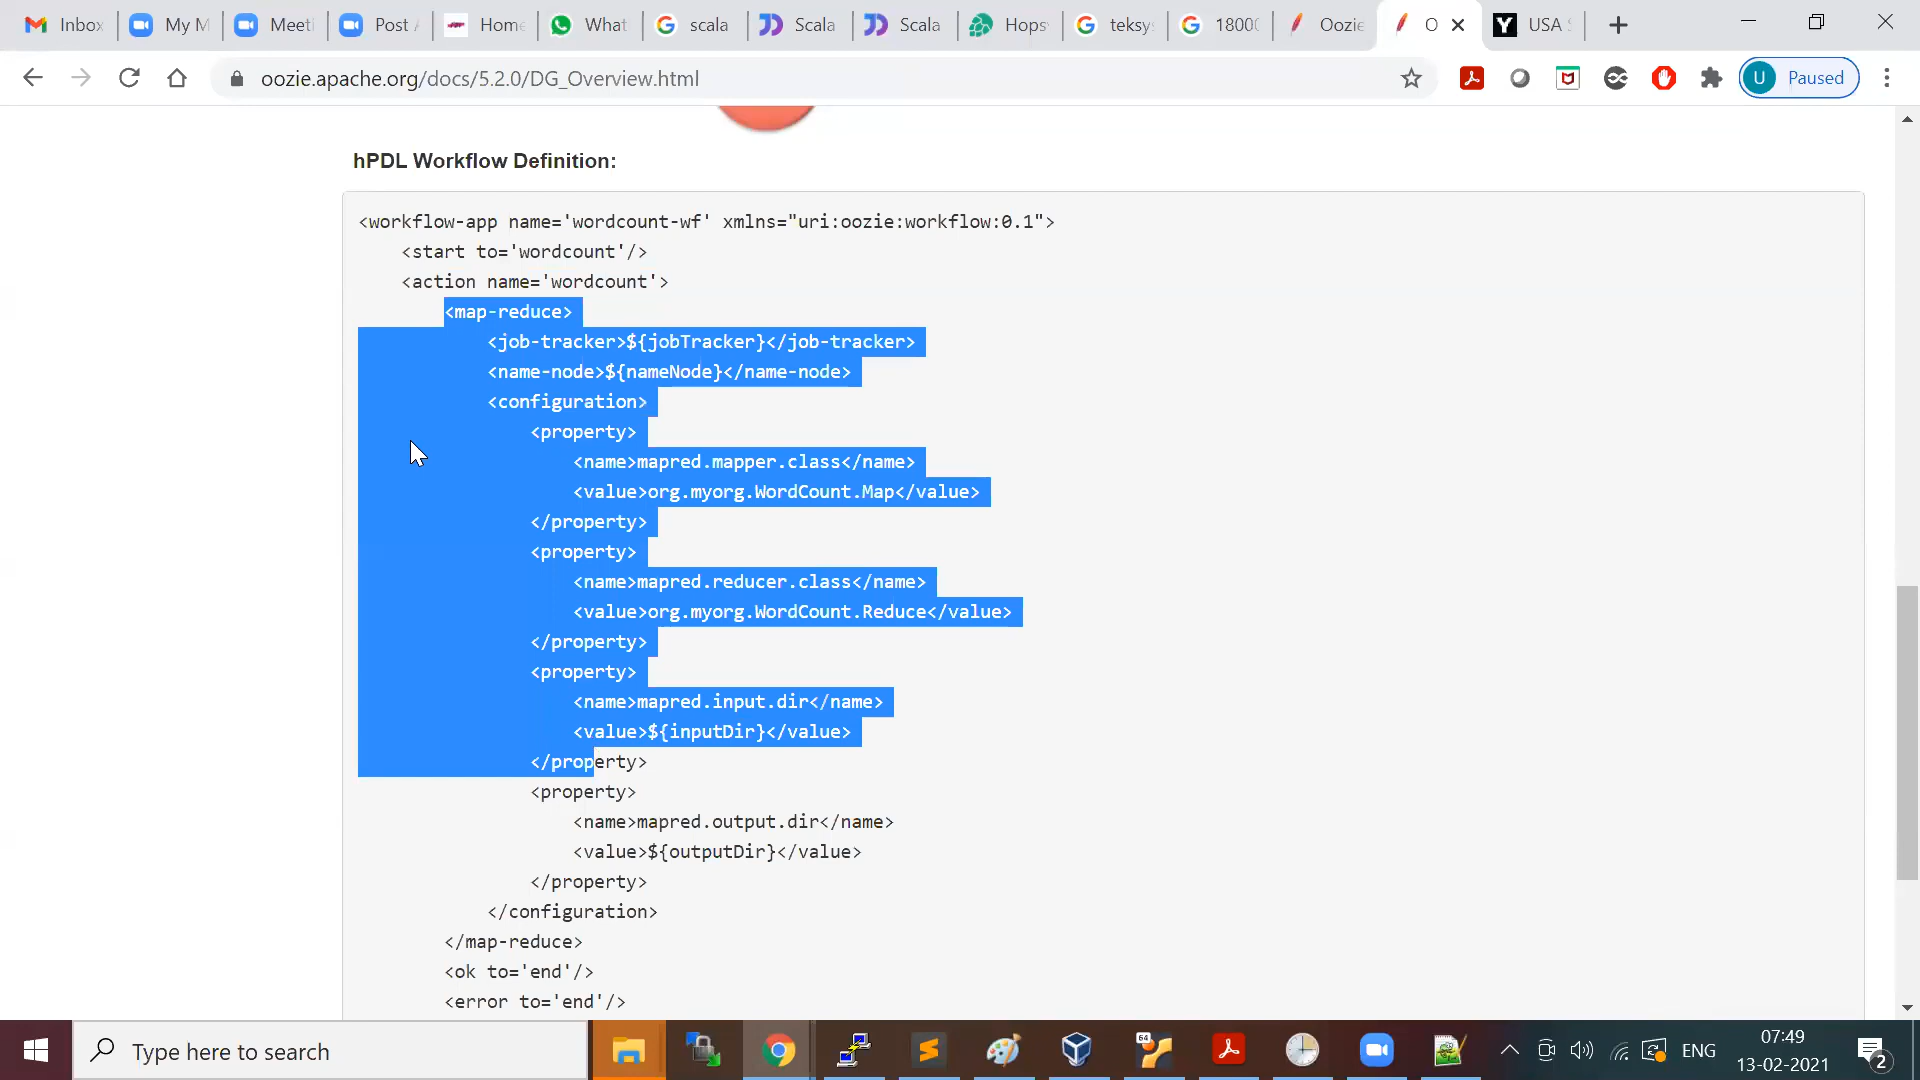 Inbo
My M
Meeti
Post
Home
What
scala
Scala
Scala
Hops
teksy
1800
Oozie
O
USA
oozie.apache.org/docs/5.2.0/DG_Overview.html
U Paused
hPDL Workflow Definition:
<workflow-app name='wordcount-wf' xmlns="uri:oozie:workflow:0.1">
<start to='wordcount'/>
<action name='wordcount'>
<map-reduce>
<job-tracker>${jobTracker}</job-tracker>
<name-node>${nameNode}</name-node>
<configuration>
<property>
<name>mapred.mapper.class</name>
<value>org.myorg.WordCount.Map</value>
</property>
<property>
<name>mapred.reducer.class</name>
<value>org.myorg.WordCount.Reduce</value>
</property>
<property>
<name>mapred.input.dir</name>
<value>${inputDir}</value>
</property>
<property>
<name>mapred.output.dir</name>
<value>${outputDir}</value>
</property>
</configuration>
</map-reduce>
<ok to='end'/>
<error to='end'/>
Type here to search
64
ENG
07:49
13-02-2021
2